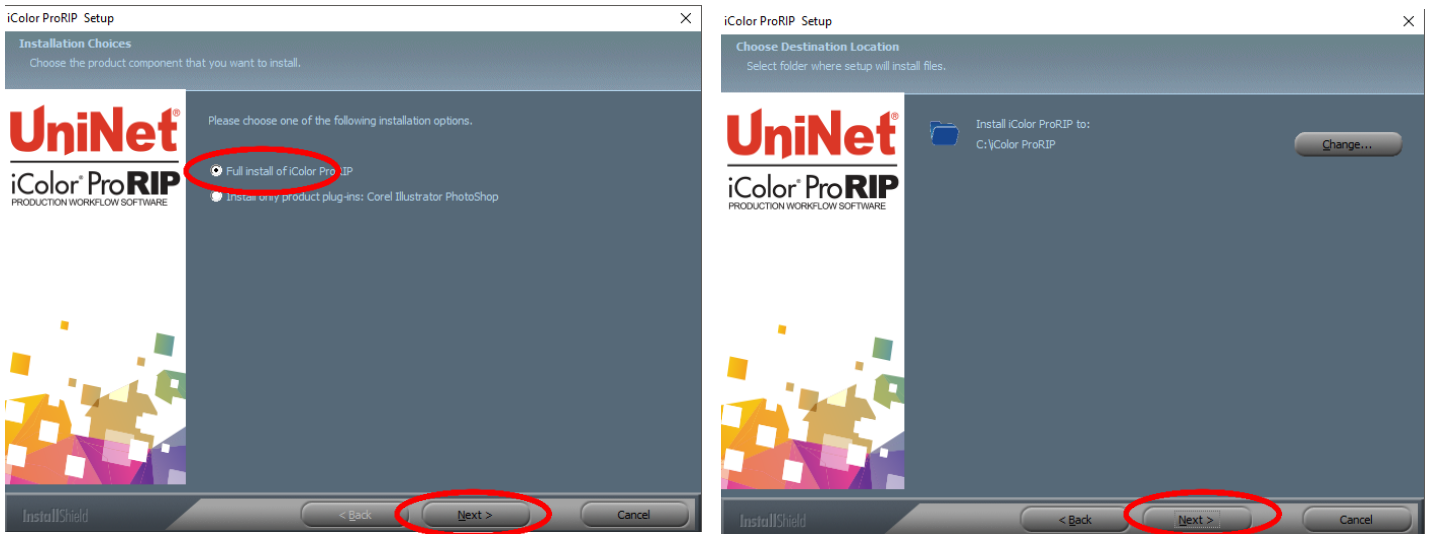 iColor ProRIP Setup
Installation Choices
Choose the product component that you want to install.
UniNet®
iColor® ProRIP
PRODUCTION WORKFLOW SOFTWARE
Please choose one of the following installation options.
Full install of iColor ProRIP
Install only product plug-ins: Corel Illustrator PhotoShop
InstallShield
< Back
Next >
Cancel
iColor ProRIP Setup
Choose Destination Location
Select folder where setup will install files.
UniNet®
iColor® ProRIP
PRODUCTION WORKFLOW SOFTWARE
Install iColor ProRIP to:
C:\iColor ProRIP
Change...
InstallShield
< Back
Next >
Cancel